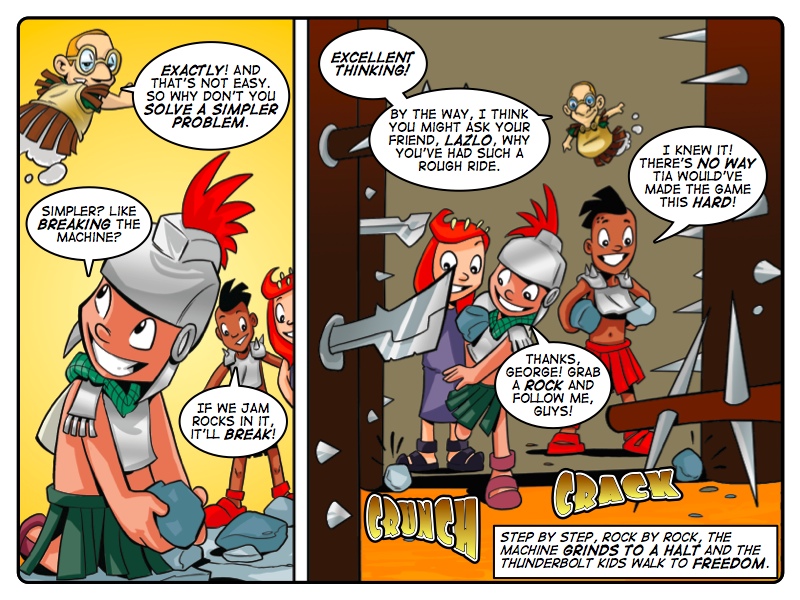 EXACTLY! AND
THAT'S NOT EASY.
SO WHY DON'T YOU
SOLVE A SIMPLER
PROBLEM.
SIMPLER? LIKE
BREAKING THE
MACHINE?
IF WE JAM
ROCKS IN IT,
IT'LL BREAK!
EXCELLENT
THINKING!
BY THE WAY, I THINK
YOU MIGHT ASK YOUR
FRIEND, LAZLO, WHY
YOU'VE HAD SUCH A
ROUGH RIDE.
I KNEW IT!
THERE'S NO WAY
TIA WOULD'VE
MADE THE GAME
THIS HARD!
THANKS,
GEORGE! GRAB
A ROCK AND
FOLLOW ME,
GUYS!
CRUNCH
CRACK
STEP BY STEP, ROCK BY ROCK, THE
MACHINE GRINDS TO A HALT AND THE
THUNDERBOLT KIDS WALK TO FREEDOM.